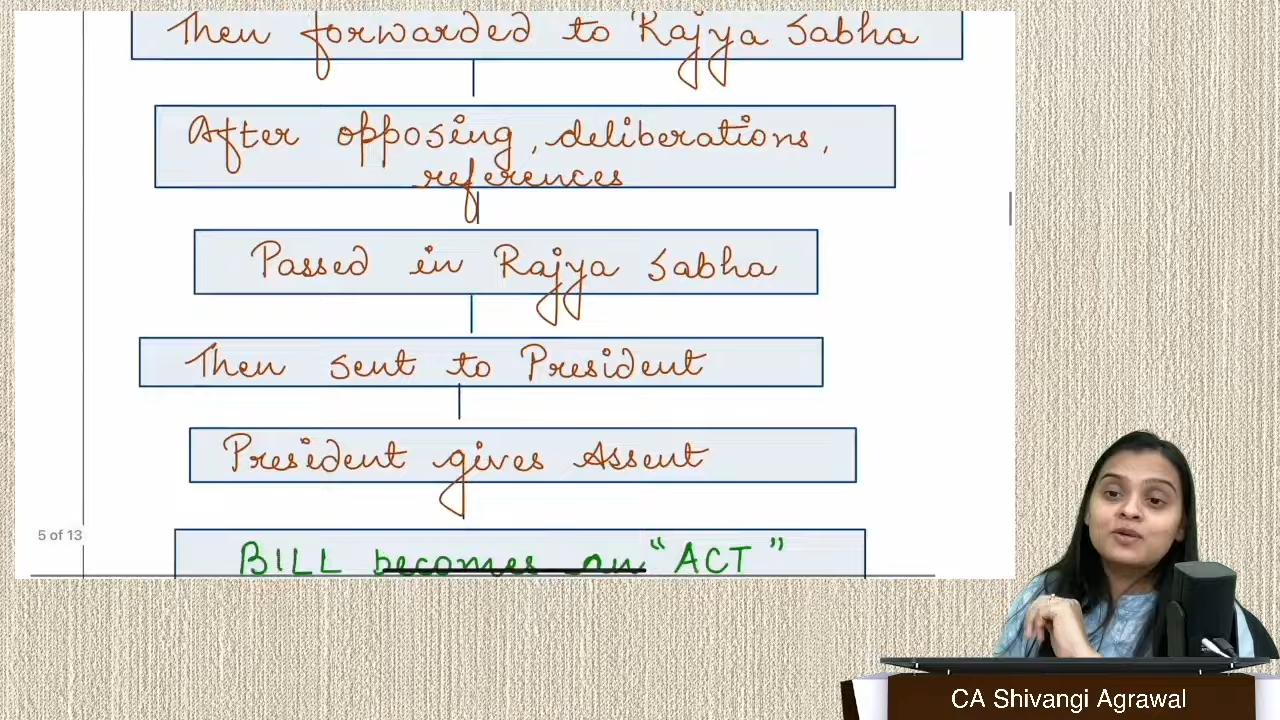 Then forwarded to Rajya Sabha
After opposing, deliberations,
references
Passed in Rajya Sabha
Then sent to President
President gives Assent
5 of 13
BILL becomes an "ACT"
CA Shivangi Agrawal